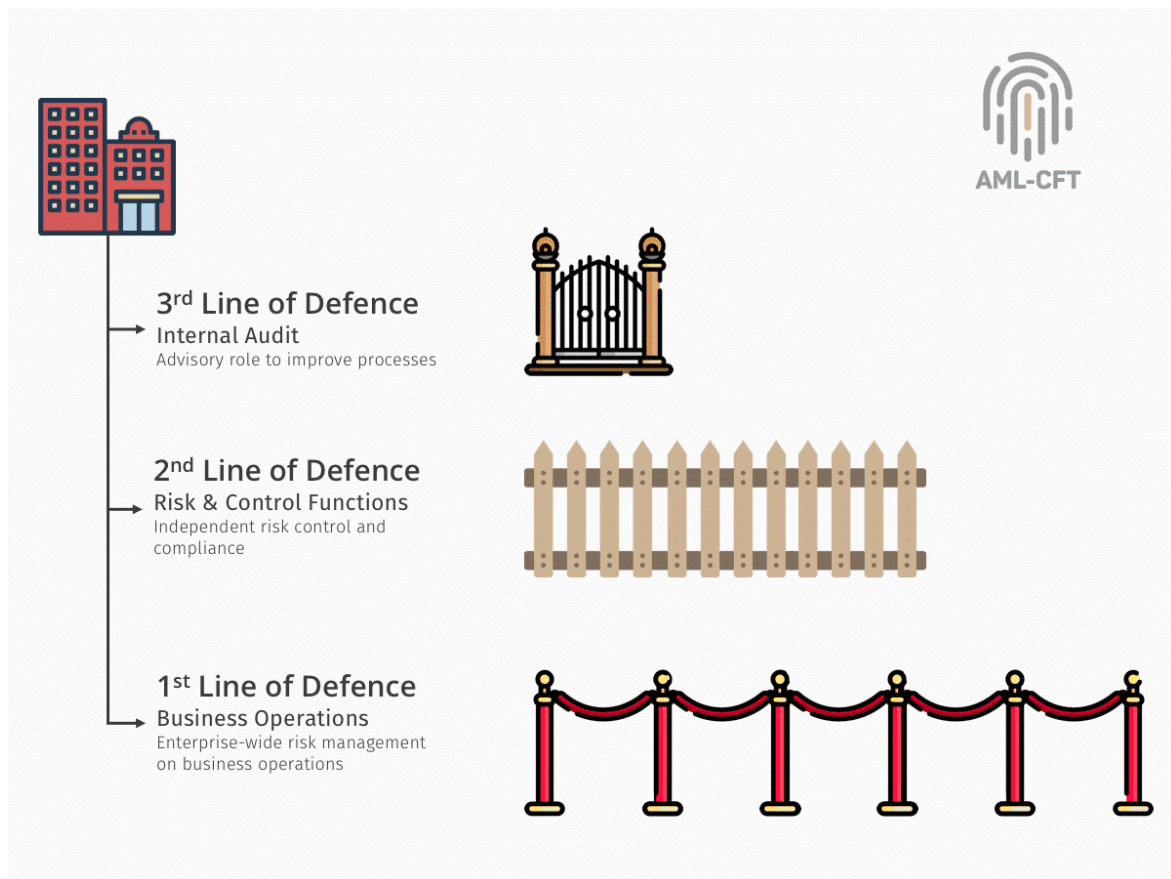 AML-CFT
3rd Line of Defence
Internal Audit
Advisory role to improve processes
2nd Line of Defence
Risk & Control Functions
Independent risk control and
compliance
1st Line of Defence
Business Operations
Enterprise-wide risk management
on business operations